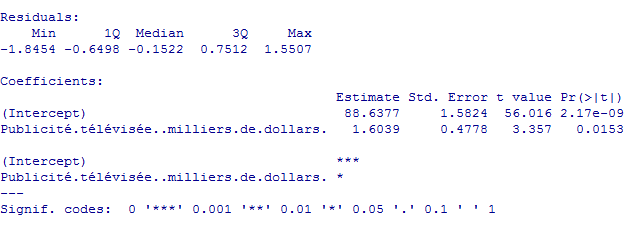 Residuals:
    Min      1Q  Median      3Q     Max
-1.8454 -0.6498 -0.1522  0.7512  1.5507

Coefficients:
                                          Estimate Std. Error t value Pr(>|t|)
(Intercept)                                88.6377     1.5824  56.016 2.17e-09
Publicité.télévisée..milliers.de.dollars.   1.6039     0.4778   3.357   0.0153

(Intercept)                               ***
Publicité.télévisée..milliers.de.dollars. *
---
Signif. codes:  0 '***' 0.001 '**' 0.01 '*' 0.05 '.' 0.1 ' ' 1